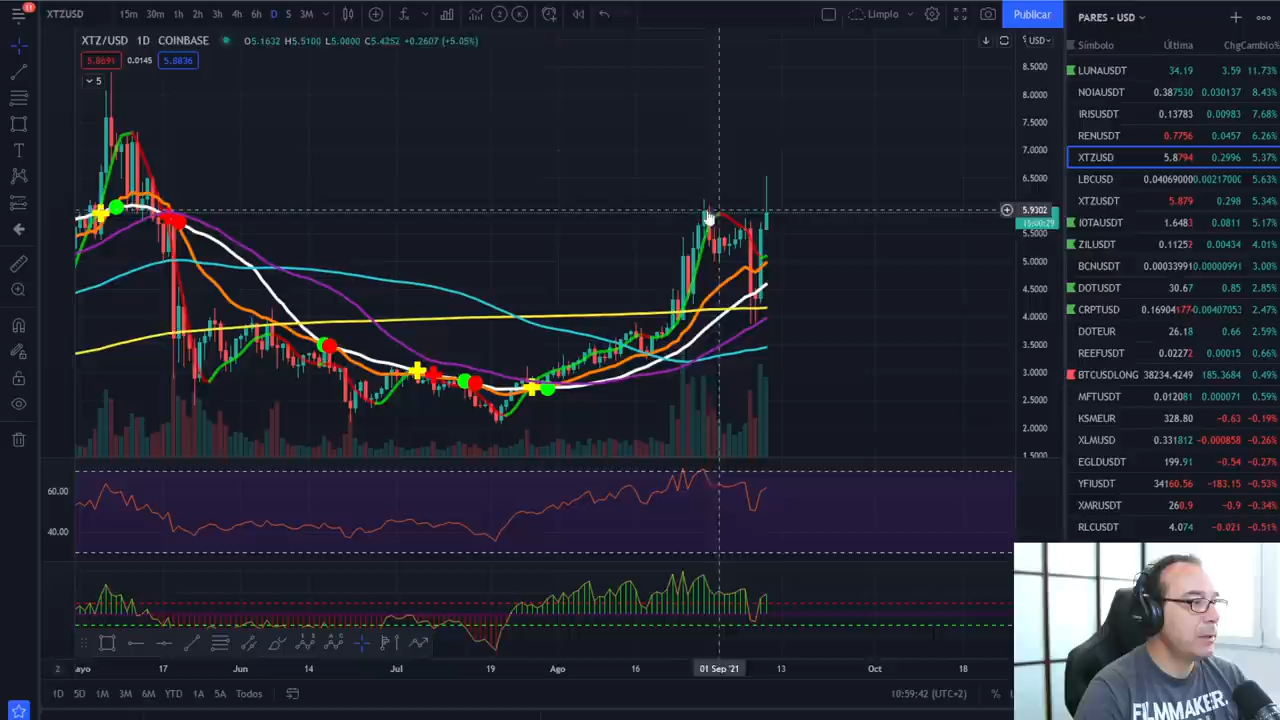 11
XTZUSD 15m 30m 1h 2h 3h 4h 6h D S 3M Limplo Publicar PARES - USD
XTZ/USD 1D COINBASE O5.1632 H5.5100 L5.0000 C5.4252 +0.2607 (+5.05%)
5.8691 0.0145 5.8836
5
USD
8.5000
8.0000
7.5000
7.0000
6.5000
5.9302
15:00:29
5.5000
5.0000
4.5000
4.0000
3.5000
3.0000
2.5000
2.0000
1.5000
60.00
40.00
ayo 17 Jun 14 Jul 19 Ago 16 01 Sep '21 13 Oct 18
1D 5D 1M 3M 6M YTD 1A 5A Todos 10:59:42 (UTC+2) %
Símbolo Última Chg Cambio%
LUNAUSDT 34.19 3.59 11.73%
NOIAUSDT 0.387530 0.030137 8.43%
IRISUSDT 0.13783 0.00983 7.68%
RENUSDT 0.7756 0.0457 6.26%
XTZUSD 5.8794 0.2996 5.37%
LBCUSD 0.04069000 0.00217000 5.63%
XTZUSDT 5.879 0.298 5.34%
IOTAUSDT 1.6483 0.0811 5.17%
ZILUSDT 0.11252 0.00434 4.01%
BCNUSDT 0.00033991 0.00000991 3.00%
DOTUSDT 30.67 0.85 2.85%
CRPTUSD 0.16904177 -0.00407053 2.47%
DOTEUR 26.18 0.66 2.59%
REEFUSDT 0.02272 0.00015 0.66%
BTCUSDLONG 38234.4249 185.3684 0.49%
MFTUSDT 0.012081 0.000071 0.59%
KSMEUR 328.80 -0.63 -0.19%
XLMUSD 0.331812 -0.000858 -0.26%
EGLDUSDT 199.91 -0.54 -0.27%
YFIUSDT 34160.56 -183.15 -0.53%
XMRUSDT 260.9 -0.9 -0.34%
RLCUSDT 4.074 -0.021 -0.51%
FILMMAKER.